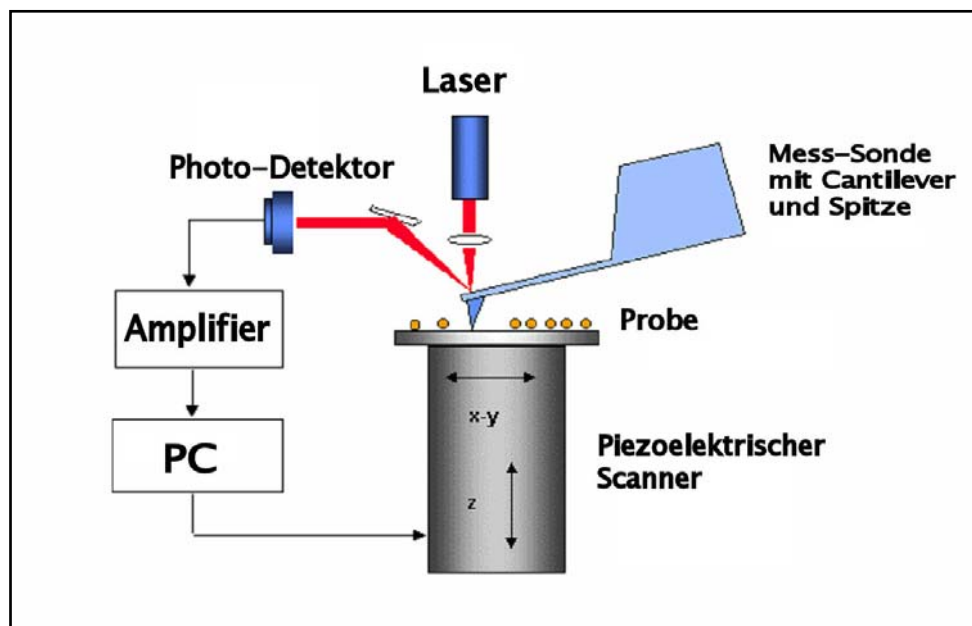 Laser
Photo-Detektor
Mess-Sonde
mit Cantilever
und Spitze
Amplifier
Probe
x-y
PC
Piezoelektrischer
Scanner
z